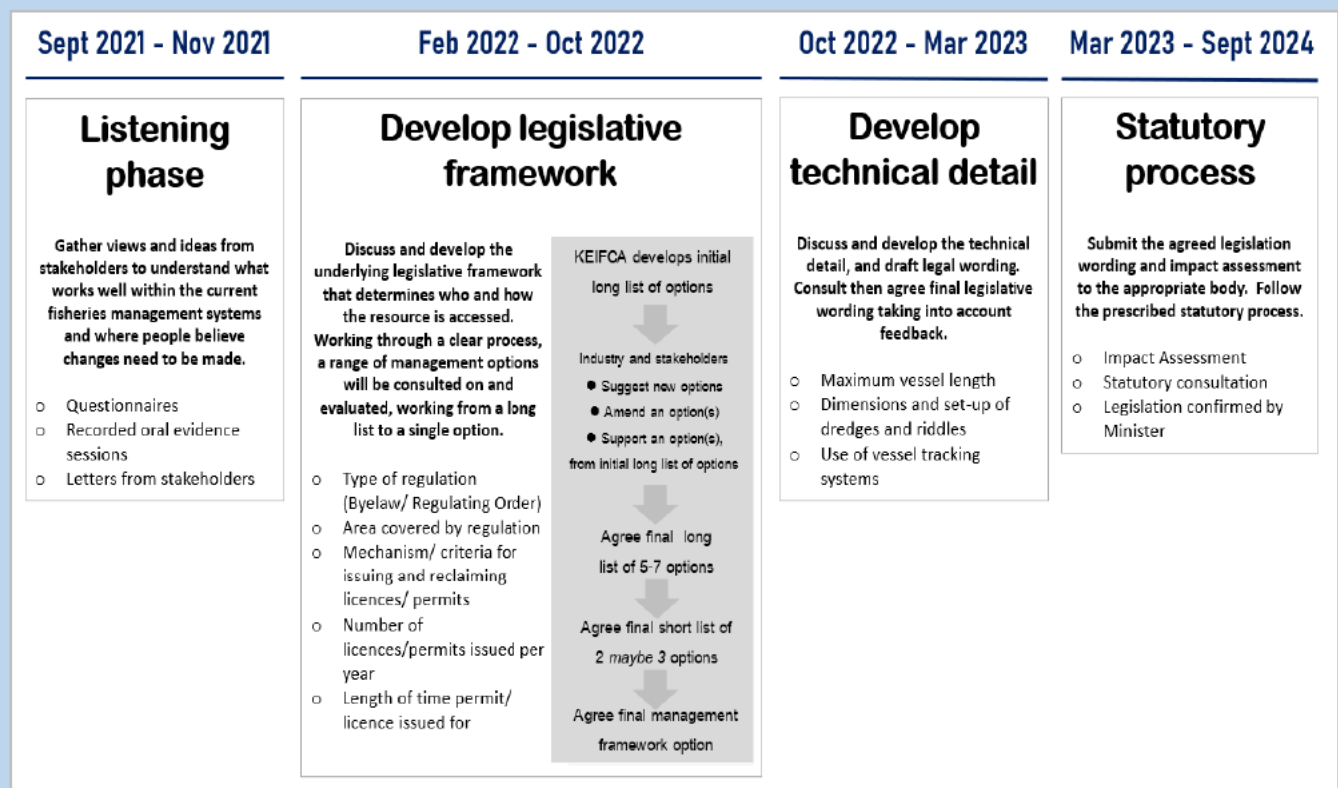 Sept 2021 - Nov 2021
Feb 2022 - Oct 2022
Oct 2022 - Mar 2023
Mar 2023 - Sept 2024
Listening
phase
Gather views and ideas from
stakeholders to understand what
works well within the current
fisheries management systems
and where people believe
changes need to be made.
o Questionnaires
o Recorded oral evidence
sessions
o Letters from stakeholders
Develop legislative
framework
Discuss and develop the
underlying legislative framework
that determines who and how
the resource is accessed.
Working through a clear process,
a range of management options
will be consulted on and
evaluated, working from a long
list to a single option.
o Type of regulation
(Byelaw/ Regulating Order)
o Area covered by regulation
o Mechanism/ criteria for
issuing and reclaiming
licences/ permits
o Number of
licences/permits issued per
year
o Length of time permit/
licence issued for
KEIFCA develops initial
long list of options
Industry and stakeholders
● Suggest new options
● Amend an option(s)
● Support an option(s),
from initial long list of options
Agree final long
list of 5-7 options
Agree final short list of
2 maybe 3 options
Agree final management
framework option
Develop
technical detail
Discuss and develop the technical
detail, and draft legal wording.
Consult then agree final legislative
wording taking into account
feedback.
o Maximum vessel length
o Dimensions and set-up of
dredges and riddles
o Use of vessel tracking
systems
Statutory
process
Submit the agreed legislation
wording and impact assessment
to the appropriate body. Follow
the prescribed statutory process.
o Impact Assessment
o Statutory consultation
o Legislation confirmed by
Minister